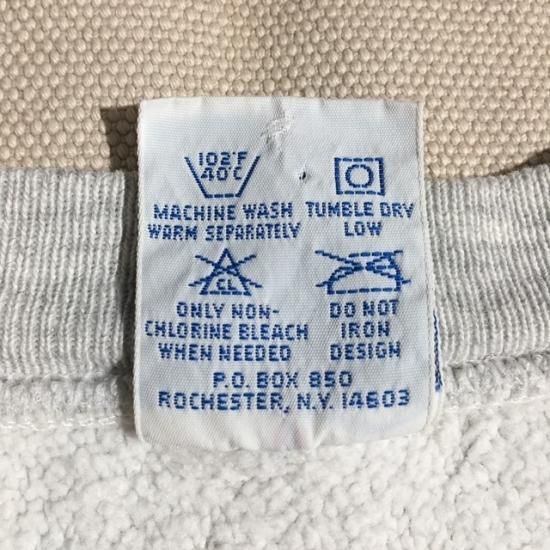 102°F
40°C
MACHINE WASH
WARM SEPARATELY
TUMBLE DRY
LOW
CL
ONLY NON-
CHLORINE BLEACH
WHEN NEEDED
DO NOT
IRON
DESIGN
P.O. BOX 850
ROCHESTER, N.Y. 14603